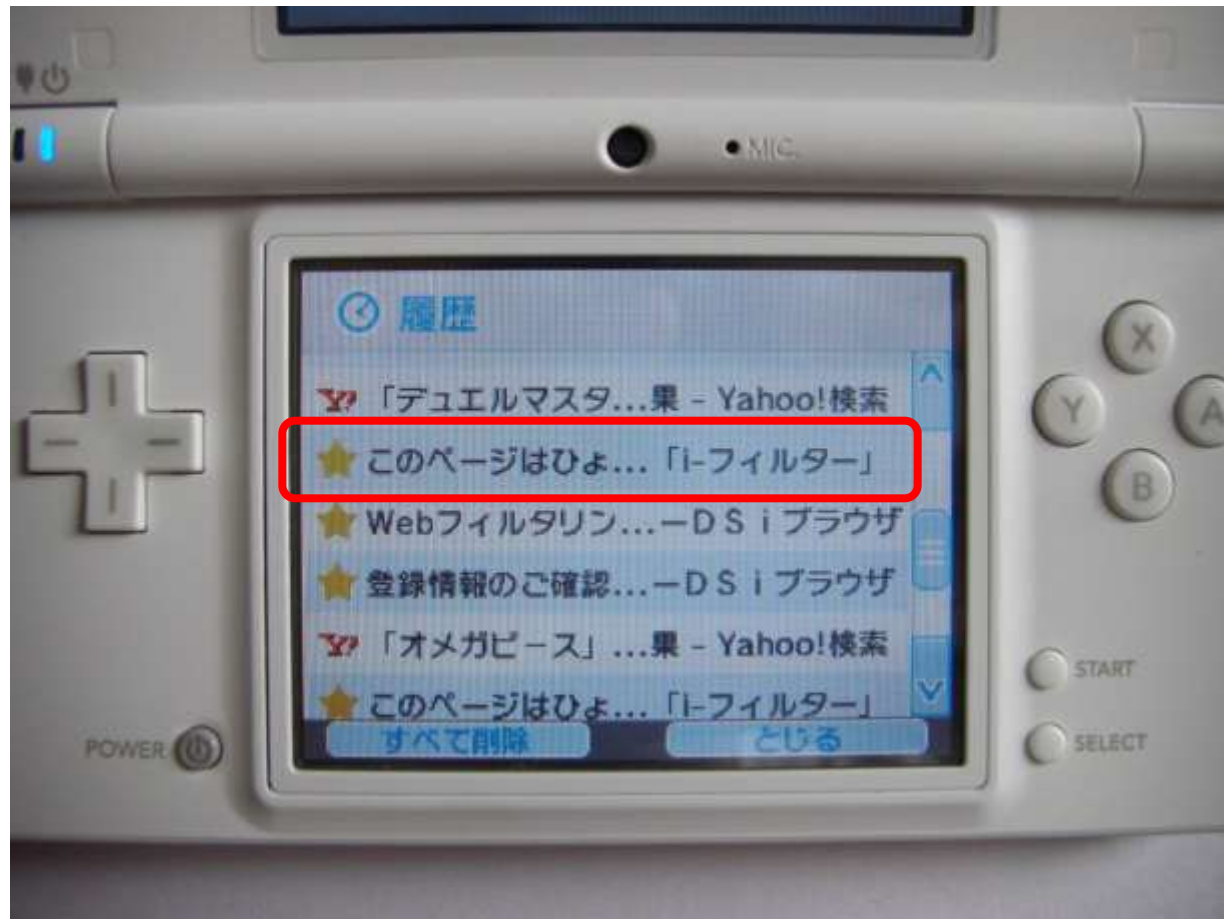 MIC.
履歴
「デュエルマスタ...果 - Yahoo!検索
このページはひょ...「i-フィルター」
Webフィルタリン...ーDSiブラウザ
登録情報のご確認...ーDSiブラウザ
「オメガピース」...果 - Yahoo!検索
このページはひょ...「i-フィルター」
すべて削除
とじる
X
Y
A
B
START
SELECT
POWER